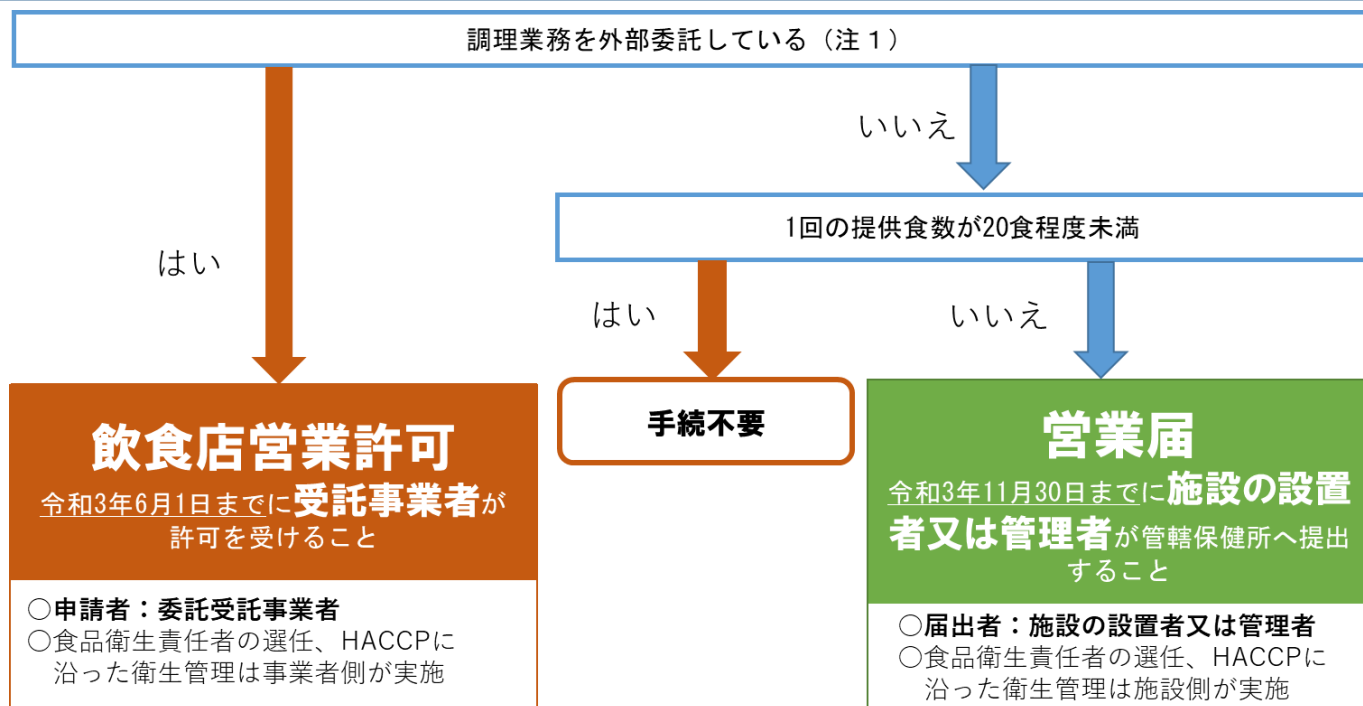 調理業務を外部委託している（注１）
いいえ
1回の提供食数が20食程度未満
はい
はい
いいえ
飲食店営業許可
令和3年6月1日までに受託事業者が
許可を受けること
○申請者：委託受託事業者
○食品衛生責任者の選任、HACCPに
沿った衛生管理は事業者側が実施
手続不要
営業届
令和3年11月30日までに施設の設置
者又は管理者が管轄保健所へ提出
すること
○届出者：施設の設置者又は管理者
○食品衛生責任者の選任、HACCPに
沿った衛生管理は施設側が実施